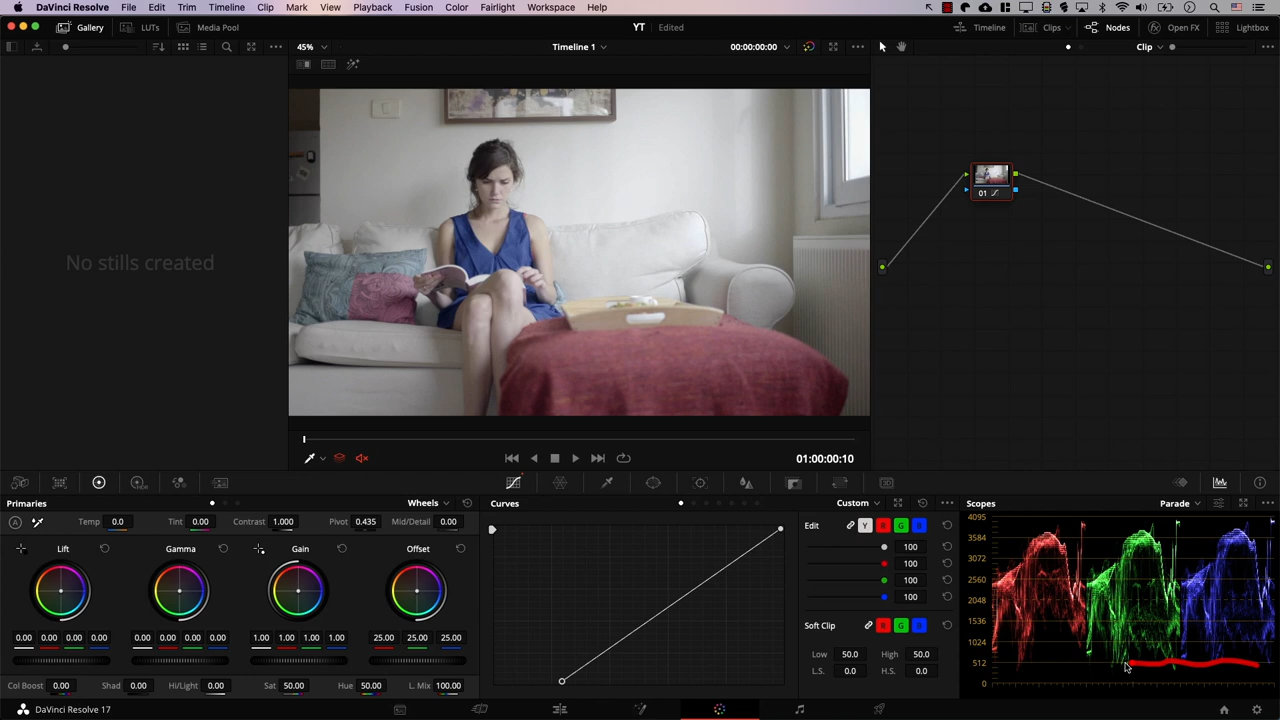 DaVinci Resolve File Edit Trim Timeline Clip Mark View Playback Fusion Color Fairlight Workspace Help
Gallery LUTs Media Pool YT Edited Timeline Clips Nodes Open FX Lightbox
45% Timeline 1 00:00:00:00 Clip
01
No stills created
01:00:00:10
Primaries Wheels Curves Custom Scopes Parade
A Temp 0.0 Tint 0.00 Contrast 1.000 Pivot 0.435 Mid/Detail 0.00
Lift Gamma Gain Offset
0.00 0.00 0.00 0.00 0.00 0.00 0.00 0.00 1.00 1.00 1.00 1.00 25.00 25.00 25.00
Col Boost 0.00 Shad 0.00 Hi/Light 0.00 Sat 50.00 Hue 50.00 L. Mix 100.00
Edit Y R G B
100
100
100
100
Soft Clip R G B
Low 50.0 High 50.0
L.S. 0.0 H.S. 0.0
4095
3584
3072
2560
2048
1536
1024
512
0
DaVinci Resolve 17